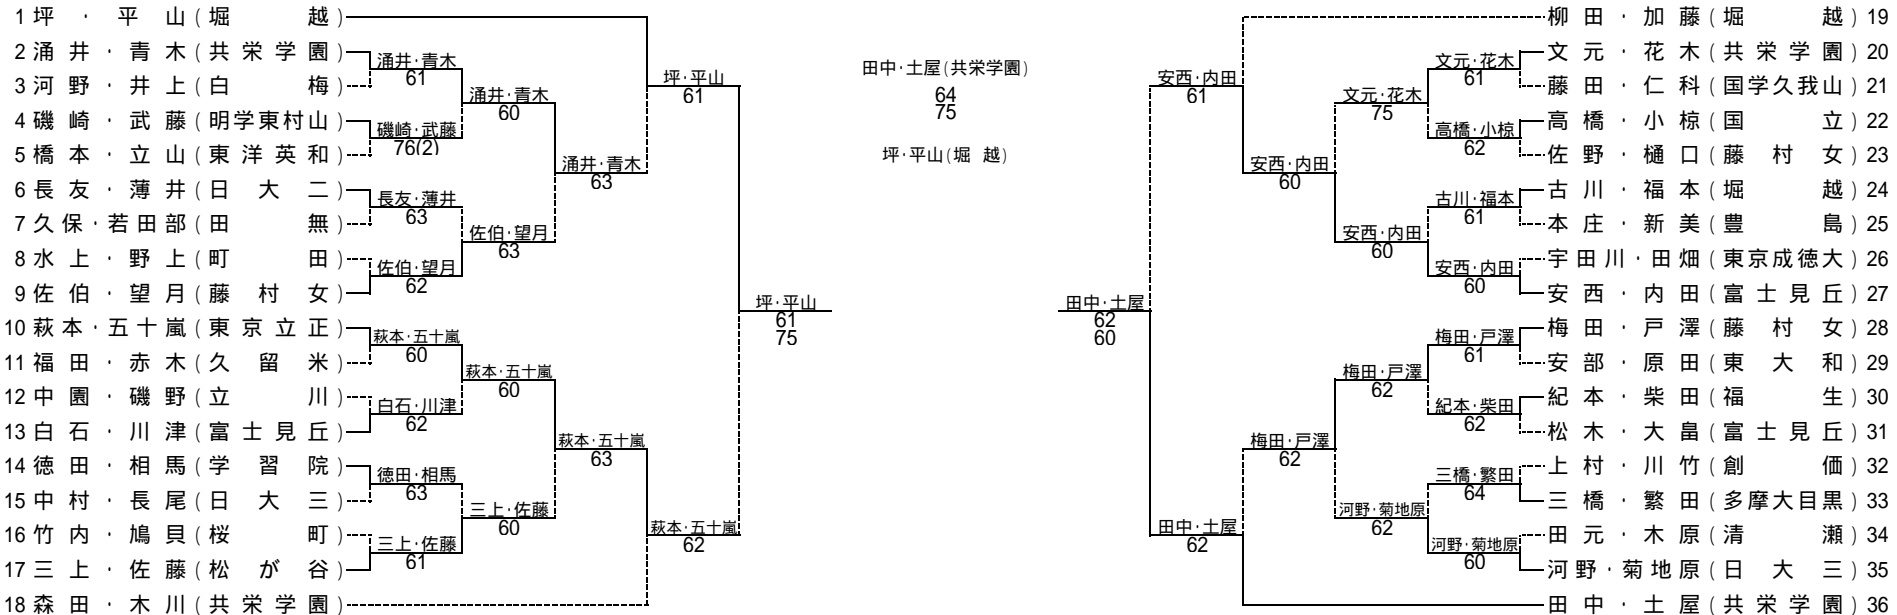 1 坪 ・ 平 山 ( 堀 越 )
2 涌 井 ・ 青 木 ( 共 栄 学 園 )
3 河 野 ・ 井 上 ( 白 梅 )
4 磯 崎 ・ 武 藤 ( 明学東村山 )
5 橋 本 ・ 立 山 ( 東 洋 英 和 )
6 長 友 ・ 薄 井 ( 日 大 二 )
7 久 保 ・ 若 田 部 ( 田 無 )
8 水 上 ・ 野 上 ( 町 田 )
9 佐 伯 ・ 望 月 ( 藤 村 女 )
10 萩 本 ・ 五 十 嵐 ( 東 京 立 正 )
11 福 田 ・ 赤 木 ( 久 留 米 )
12 中 園 ・ 磯 野 ( 立 川 )
13 白 石 ・ 川 津 ( 富 士 見 丘 )
14 徳 田 ・ 相 馬 ( 学 習 院 )
15 中 村 ・ 長 尾 ( 日 大 三 )
16 竹 内 ・ 鳩 貝 ( 桜 町 )
17 三 上 ・ 佐 藤 ( 松 が 谷 )
18 森 田 ・ 木 川 ( 共 栄 学 園 )
涌井・青木
61
磯崎・武藤
76(2)
長友・薄井
63
佐伯・望月
62
萩本・五十嵐
60
白石・川津
62
徳田・相馬
63
三上・佐藤
61
涌井・青木
60
佐伯・望月
63
萩本・五十嵐
60
三上・佐藤
60
涌井・青木
63
萩本・五十嵐
63
坪・平山
61
萩本・五十嵐
62
坪・平山
61
75
田中・土屋(共栄学園)
64
75
坪・平山(堀 越)
田中・土屋
62
60
安西・内田
61
田中・土屋
62
安西・内田
60
梅田・戸澤
62
文元・花木
75
安西・内田
60
梅田・戸澤
62
河野・菊地原
62
文元・花木
61
高橋・小椋
62
古川・福本
61
安西・内田
60
梅田・戸澤
61
紀本・柴田
62
三橋・繁田
64
河野・菊地原
60
柳 田 ・ 加 藤 ( 堀 越 ) 19
文 元 ・ 花 木 ( 共 栄 学 園 ) 20
藤 田 ・ 仁 科 ( 国学久我山 ) 21
高 橋 ・ 小 椋 ( 国 立 ) 22
佐 野 ・ 樋 口 ( 藤 村 女 ) 23
古 川 ・ 福 本 ( 堀 越 ) 24
本 庄 ・ 新 美 ( 豊 島 ) 25
宇 田 川 ・ 田 畑 ( 東京成徳大 ) 26
安 西 ・ 内 田 ( 富 士 見 丘 ) 27
梅 田 ・ 戸 澤 ( 藤 村 女 ) 28
安 部 ・ 原 田 ( 東 大 和 ) 29
紀 本 ・ 柴 田 ( 福 生 ) 30
松 木 ・ 大 畠 ( 富 士 見 丘 ) 31
上 村 ・ 川 竹 ( 創 価 ) 32
三 橋 ・ 繁 田 ( 多摩大目黒 ) 33
田 元 ・ 木 原 ( 清 瀬 ) 34
河 野 ・ 菊 地 原 ( 日 大 三 ) 35
田 中 ・ 土 屋 ( 共 栄 学 園 ) 36